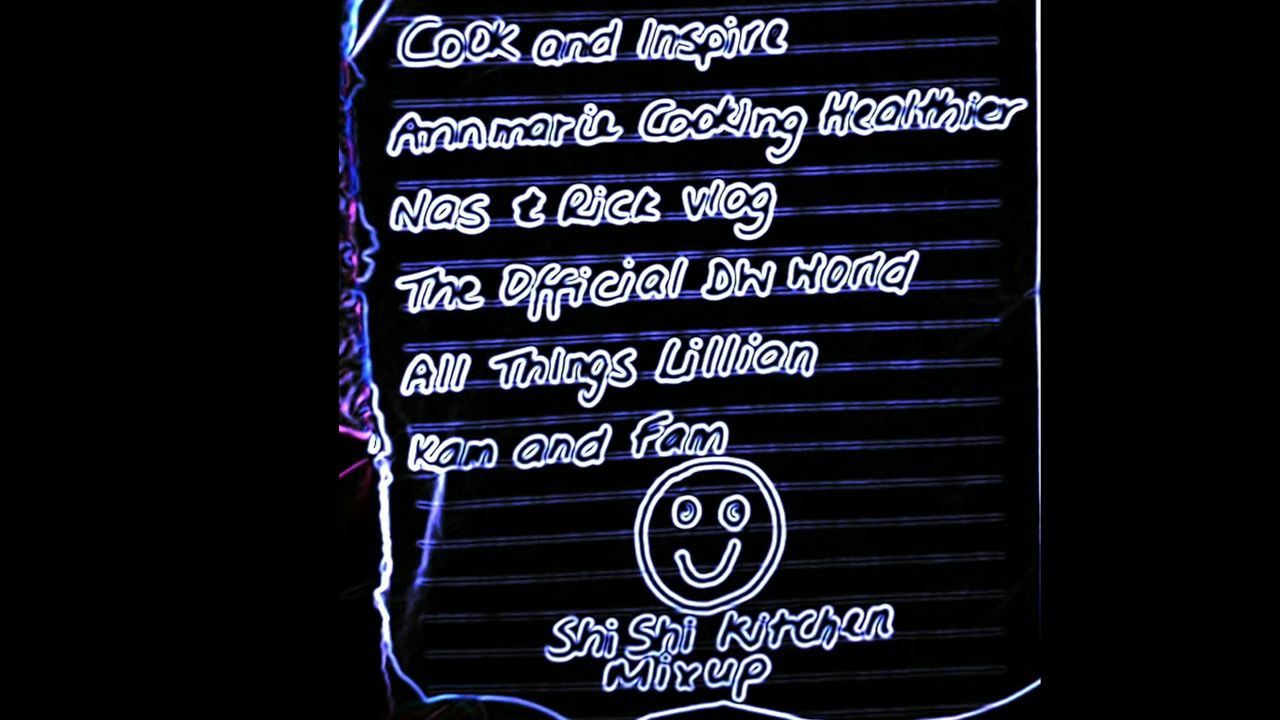 Cook and Inspire
Annmarie Cooking Healthier
Nas & Rick vlog
The Official DW World
All Things Lillian
Kam and Fam
Shi Shi Kitchen
Mixup